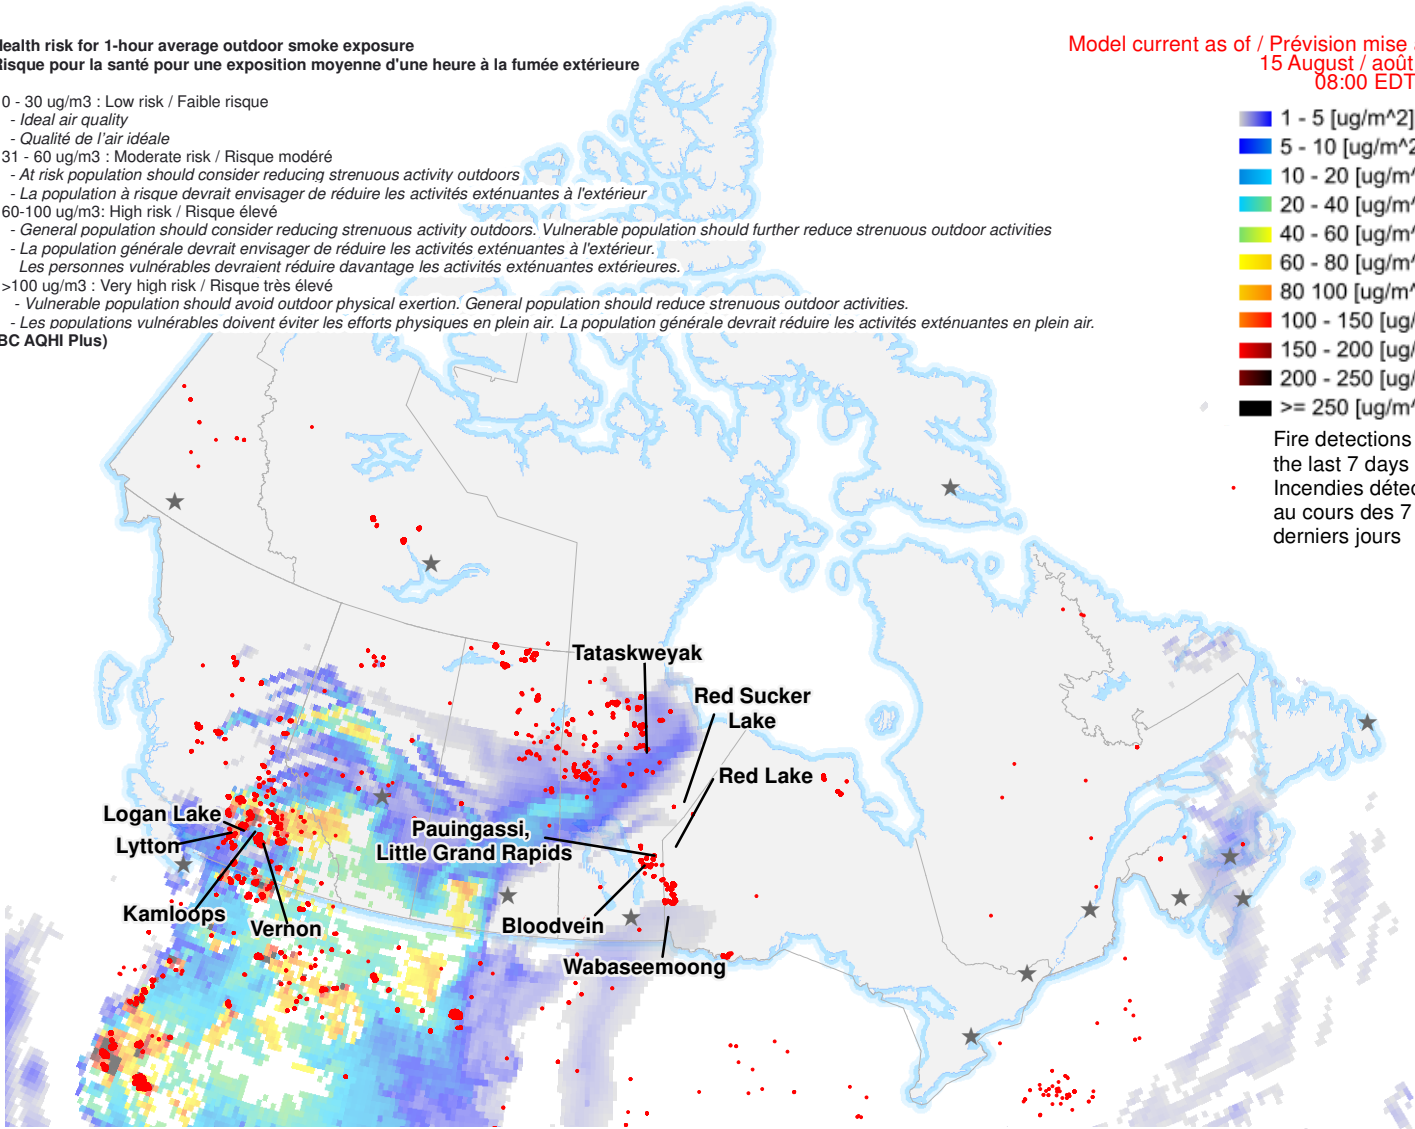 ealth risk for 1-hour average outdoor smoke exposure
Risque pour la santé pour une exposition moyenne d'une heure à la fumée extérieure
0 - 30 ug/m3 : Low risk / Faible risque
- Ideal air quality
- Qualité de l'air idéale
31 - 60 ug/m3 : Moderate risk / Risque modéré
- At risk population should consider reducing strenuous activity outdoors
- La population à risque devrait envisager de réduire les activités exténuantes à l'extérieur
60-100 ug/m3: High risk / Risque élevé
- General population should consider reducing strenuous activity outdoors. Vulnerable population should further reduce strenuous outdoor activities
- La population générale devrait envisager de réduire les activités exténuantes à l'extérieur.
Les personnes vulnérables devraient réduire davantage les activités exténuantes extérieures.
>100 ug/m3 : Very high risk / Risque très élevé
- Vulnerable population should avoid outdoor physical exertion. General population should reduce strenuous outdoor activities.
- Les populations vulnérables doivent éviter les efforts physiques en plein air. La population générale devrait réduire les activités exténuantes en plein air.
BC AQHI Plus)
Model current as of / Prévision mise
15 August / août
08:00 EDT
1 - 5 [ug/m^2]
5 - 10 [ug/m^2
10 - 20 [ug/m^
20 - 40 [ug/m^
40 - 60 [ug/m^
60 - 80 [ug/m^
80 100 [ug/m^
100 - 150 [ug/
150 - 200 [ug/
200 - 250 [ug/
>= 250 [ug/m^
Fire detections
the last 7 days
Incendies détec
au cours des 7
derniers jours
Tataskweyak
Red Sucker
Lake
Red Lake
Logan Lake
Lytton
Pauingassi,
Little Grand Rapids
Kamloops
Vernon
Bloodvein
Wabaseemoong